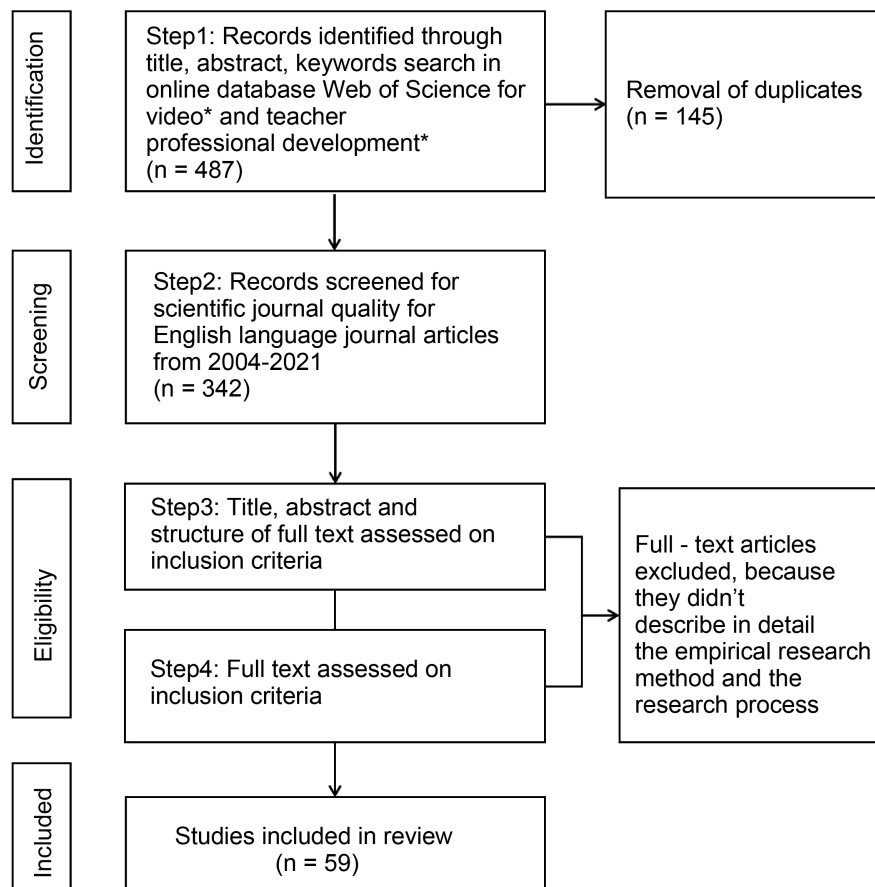 Identification
Step1: Records identified through
title, abstract, keywords search in
online database Web of Science for
video* and teacher
professional development*
(n = 487)
Removal of duplicates
(n = 145)
Screening
Step2: Records screened for
scientific journal quality for
English language journal articles
from 2004-2021
(n = 342)
Eligibility
Step3: Title, abstract and
structure of full text assessed on
inclusion criteria
Step4: Full text assessed on
inclusion criteria
Full - text articles
excluded, because
they didn't
describe in detail
the empirical research
method and the
research process
Included
Studies included in review
(n = 59)